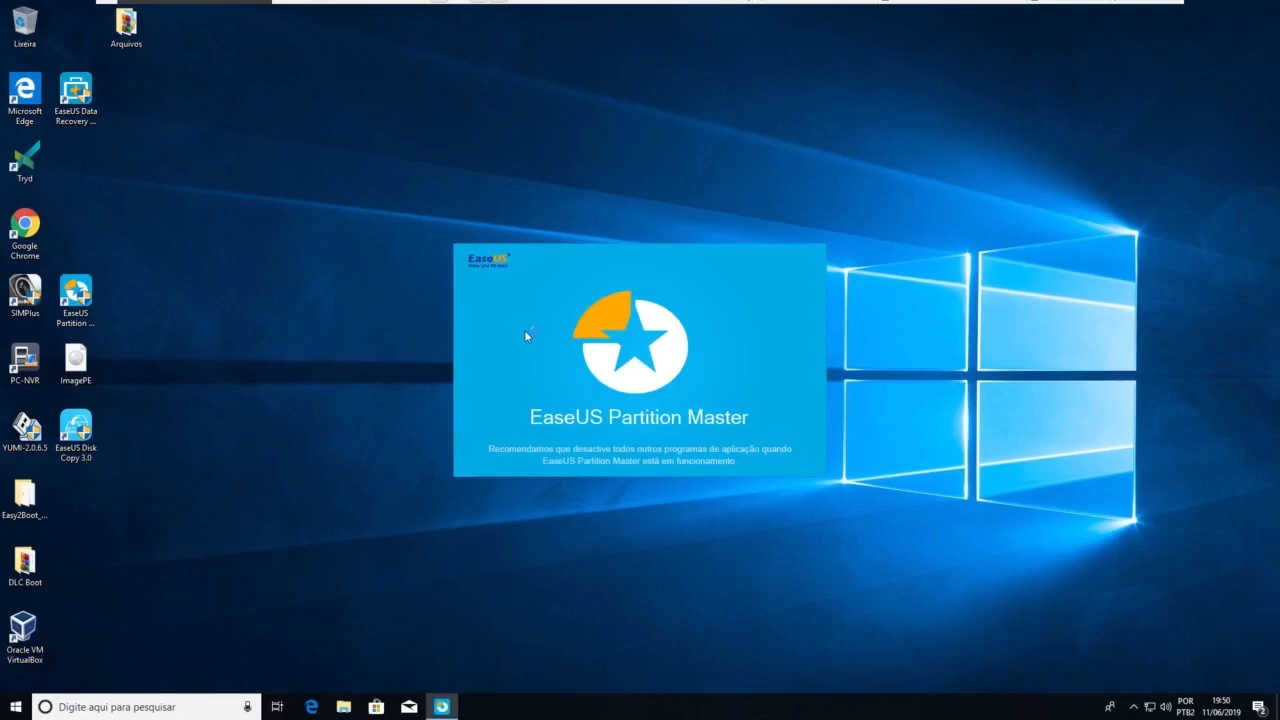 Lixeira
Arquivos
Microsoft
Edge
EaseUS Data
Recovery ...
Tryd
Google
Chrome
SIMPlus
EaseUS
Partition ...
PC-NVR
ImagePE
YUMI-2.0.6.5
EaseUS Disk
Copy 3.0
Easy2Boot_...
DLC Boot
Oracle VM
VirtualBox
EaseUS
EaseUS Partition Master
Recomendamos que desactive todos outros programas de aplicação quando
EaseUS Partition Master está em funcionamento.
Digite aqui para pesquisar
POR
PTB2
19:50
11/06/2019
2